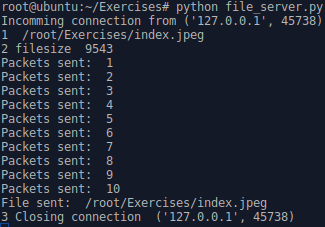 root@ubuntu:~/Exercises# python file_server.py
Incomming connection from ('127.0.0.1', 45738)
1  /root/Exercises/index.jpeg
2 filesize  9543
Packets sent:  1
Packets sent:  2
Packets sent:  3
Packets sent:  4
Packets sent:  5
Packets sent:  6
Packets sent:  7
Packets sent:  8
Packets sent:  9
Packets sent:  10
File sent:  /root/Exercises/index.jpeg
3 Closing connection  ('127.0.0.1', 45738)